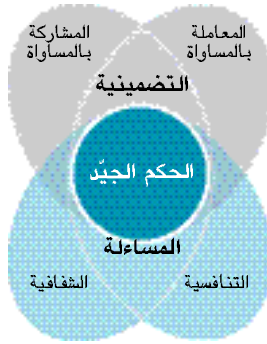 المعاملة
بالمساواة
المشاركة
بالمساواة
التضمينية
الحكم الجيّد
المساءلة
التنافسية
الشفافية